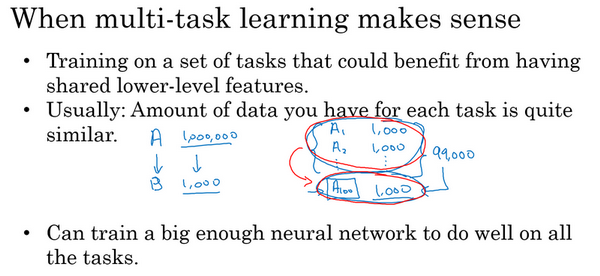 When multi-task learning makes sense
• Training on a set of tasks that could benefit from having
shared lower-level features.
• Usually: Amount of data you have for each task is quite
similar.
A 1,000,000
↓ ↓
B 1,000
A₁ 1,000
A₂ 1,000
⋮ ⋮
99,000
A₁₀₀ 1,000
• Can train a big enough neural network to do well on all
the tasks.